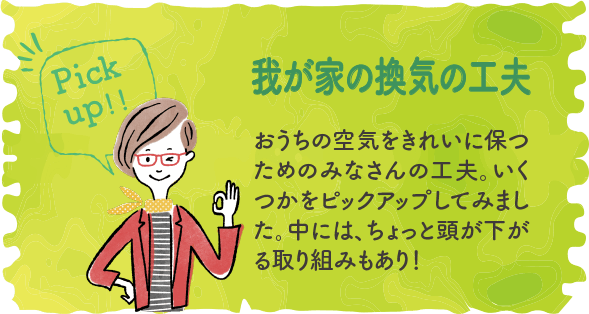 Pick
up!!
我が家の換気の工夫
おうちの空気をきれいに保つ
ためのみなさんの工夫。いく
つかをピックアップしてみまし
た。中には、ちょっと頭が下が
る取り組みもあり!